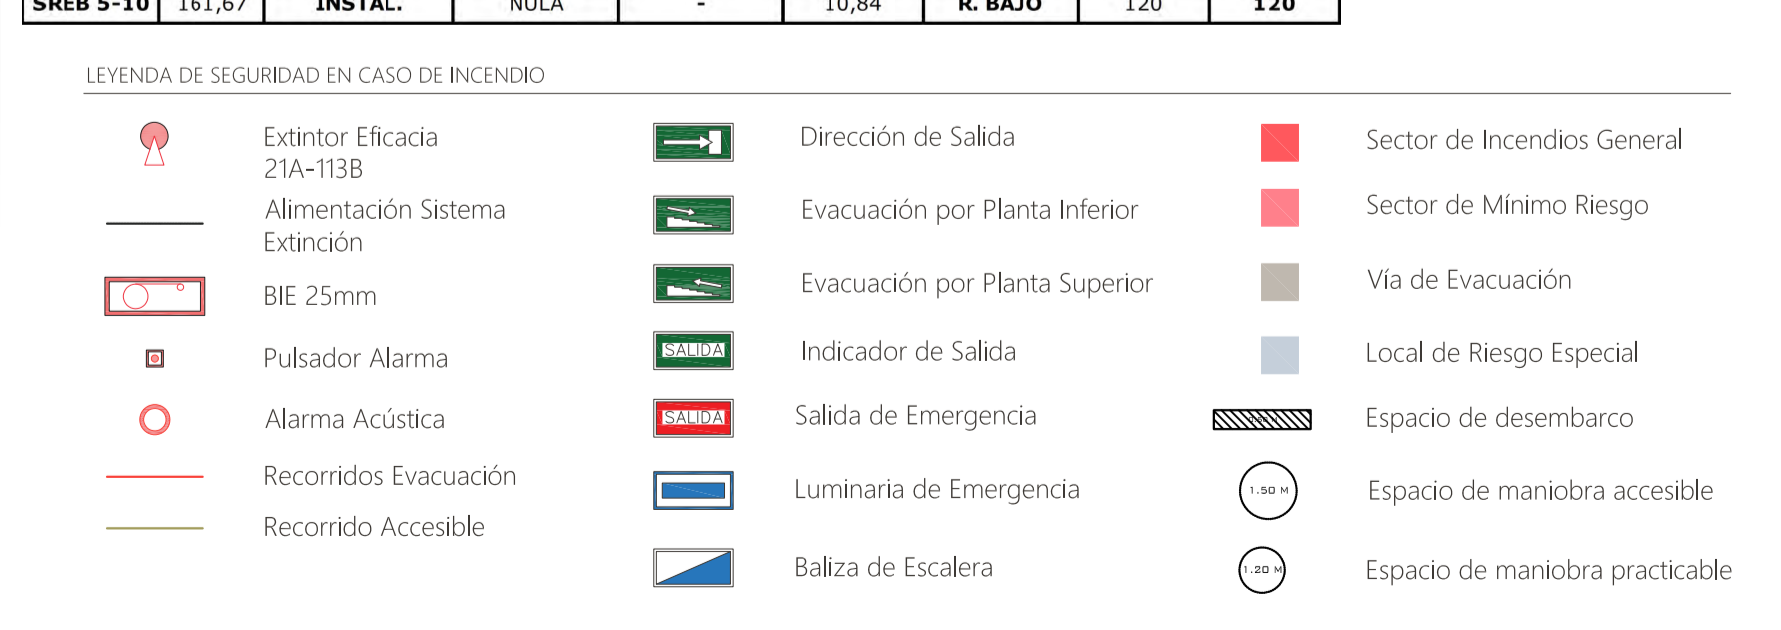 SREB 5-10 161,67 INSTAL. NULA - 10,84 R. BAJO 120 120
LEYENDA DE SEGURIDAD EN CASO DE INCENDIO
Extintor Eficacia
21A-113B
Alimentación Sistema
Extinción
BIE 25mm
Pulsador Alarma
Alarma Acústica
Recorridos Evacuación
Recorrido Accesible
Dirección de Salida
Evacuación por Planta Inferior
Evacuación por Planta Superior
SALIDA Indicador de Salida
SALIDA Salida de Emergencia
Luminaria de Emergencia
Baliza de Escalera
Sector de Incendios General
Sector de Mínimo Riesgo
Vía de Evacuación
Local de Riesgo Especial
Espacio de desembarco
1.50 M Espacio de maniobra accesible
1.20 M Espacio de maniobra practicable